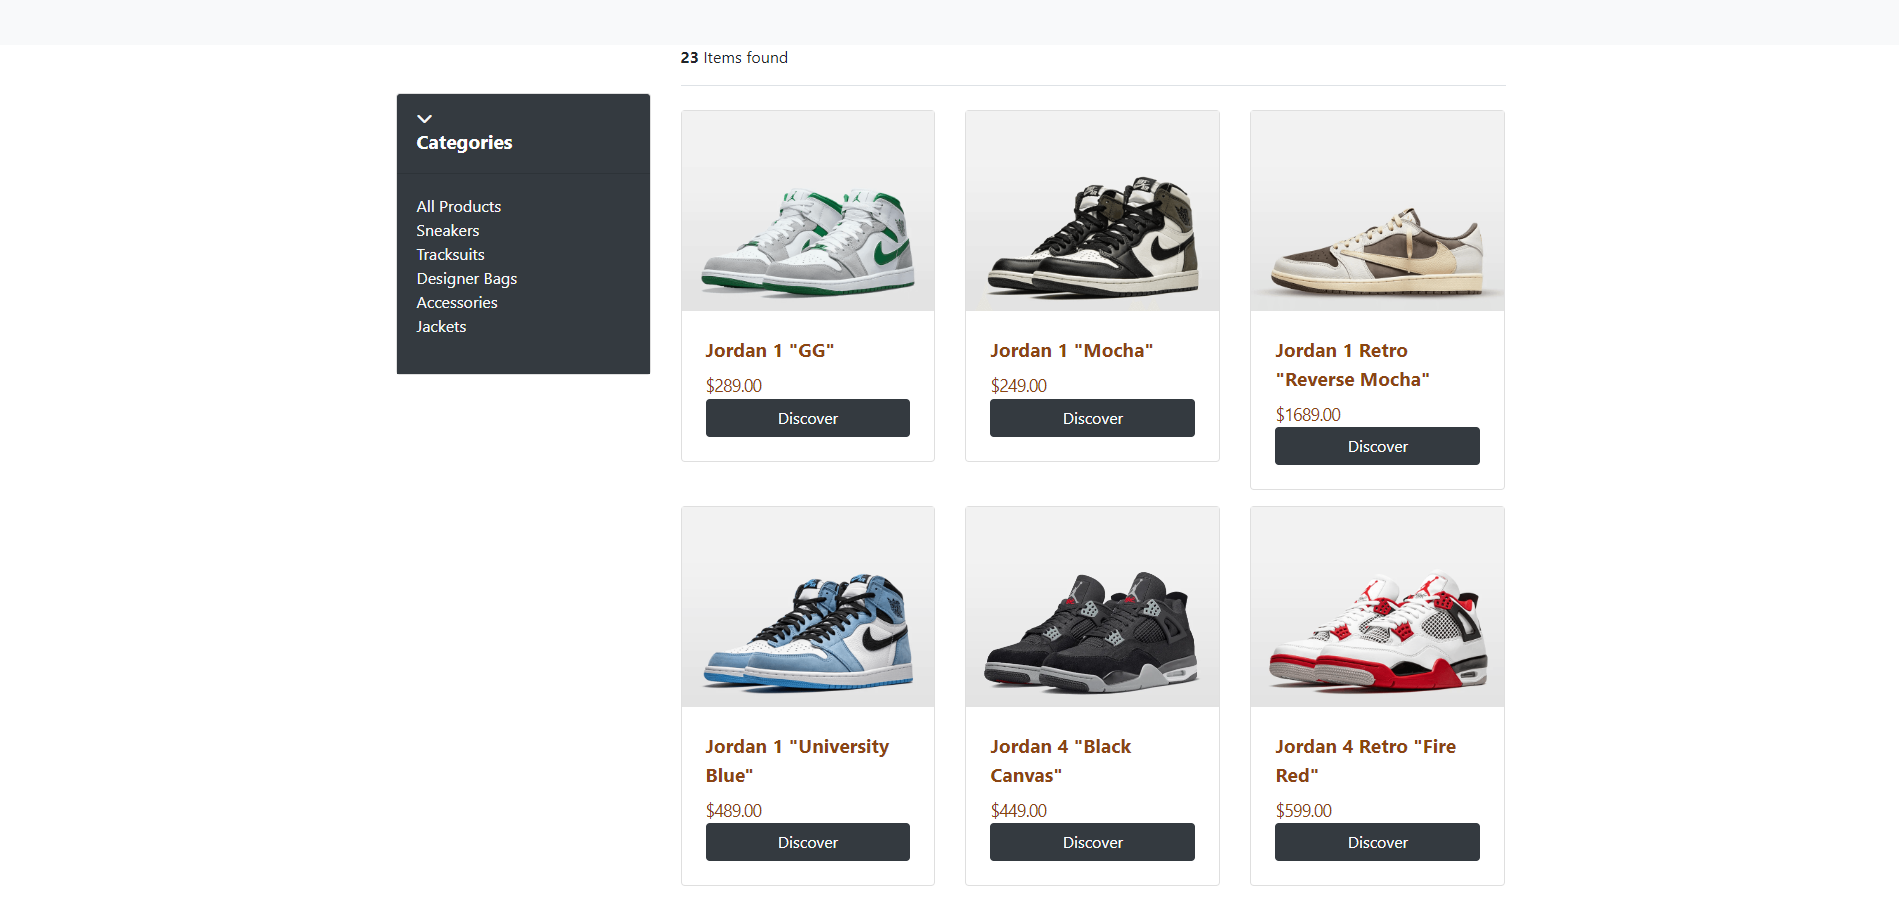 23 Items found
Categories
All Products
Sneakers
Tracksuits
Designer Bags
Accessories
Jackets
Jordan 1 "GG"
$289.00
Discover
Jordan 1 "Mocha"
$249.00
Discover
Jordan 1 Retro
"Reverse Mocha"
$1689.00
Discover
Jordan 1 "University
Blue"
$489.00
Discover
Jordan 4 "Black
Canvas"
$449.00
Discover
Jordan 4 Retro "Fire
Red"
$599.00
Discover